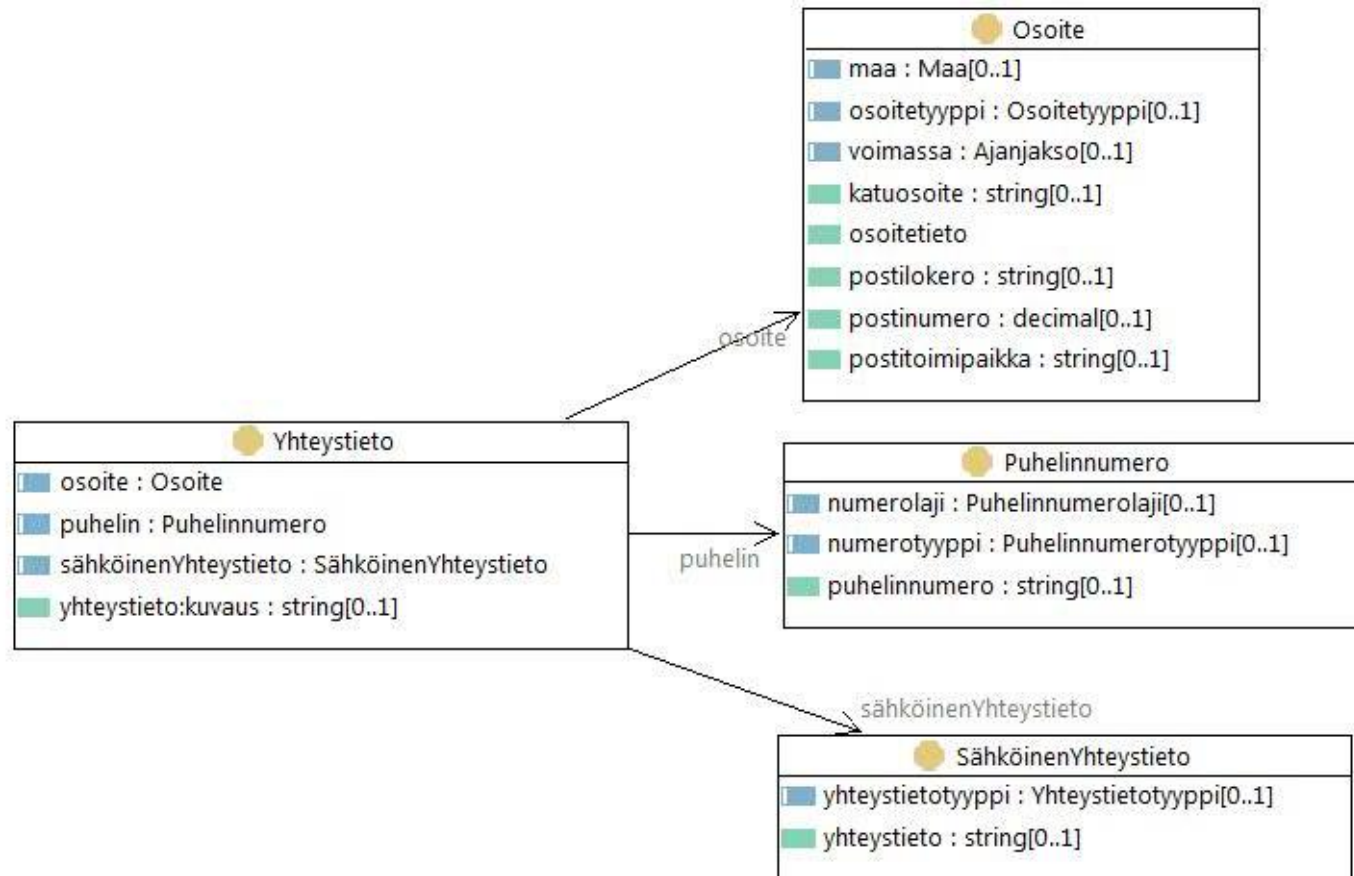 Osoite
maa : Maa[0..1]
osoitetyyppi : Osoitetyyppi[0..1]
voimassa : Ajanjakso[0..1]
katuosoite : string[0..1]
osoitetieto
postilokero : string[0..1]
postinumero : decimal[0..1]
postitoimipaikka : string[0..1]
osoite
Yhteystieto
osoite : Osoite
puhelin : Puhelinnumero
sähköinenYhteystieto : SähköinenYhteystieto
yhteystieto:kuvaus : string[0..1]
puhelin
Puhelinnumero
numerolaji : Puhelinnumerolaji[0..1]
numerotyyppi : Puhelinnumerotyyppi[0..1]
puhelinnumero : string[0..1]
sähköinenYhteystieto
SähköinenYhteystieto
yhteystietotyyppi : Yhteystietotyyppi[0..1]
yhteystieto : string[0..1]